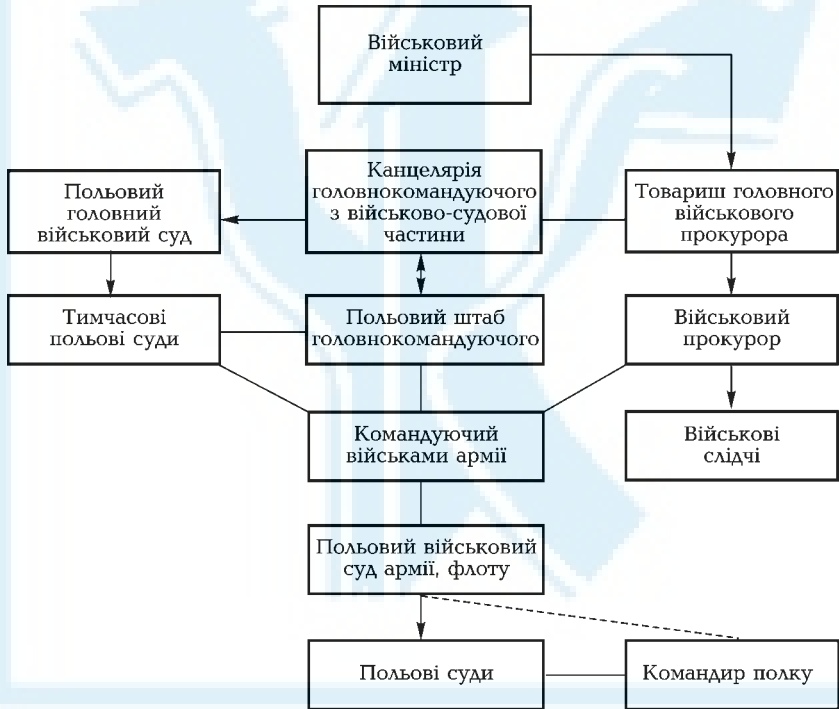 Військовий
міністр
Польовий
головний
військовий суд
Канцелярія
головнокомандуючого
з військово-судової
частини
Товариш головного
військового
прокурора
Тимчасові
польові суди
Польовий штаб
головнокомандуючого
Військовий
прокурор
Командуючий
військами армії
Військові
слідчі
Польовий військовий
суд армії, флоту
Польові суди
Командир полку